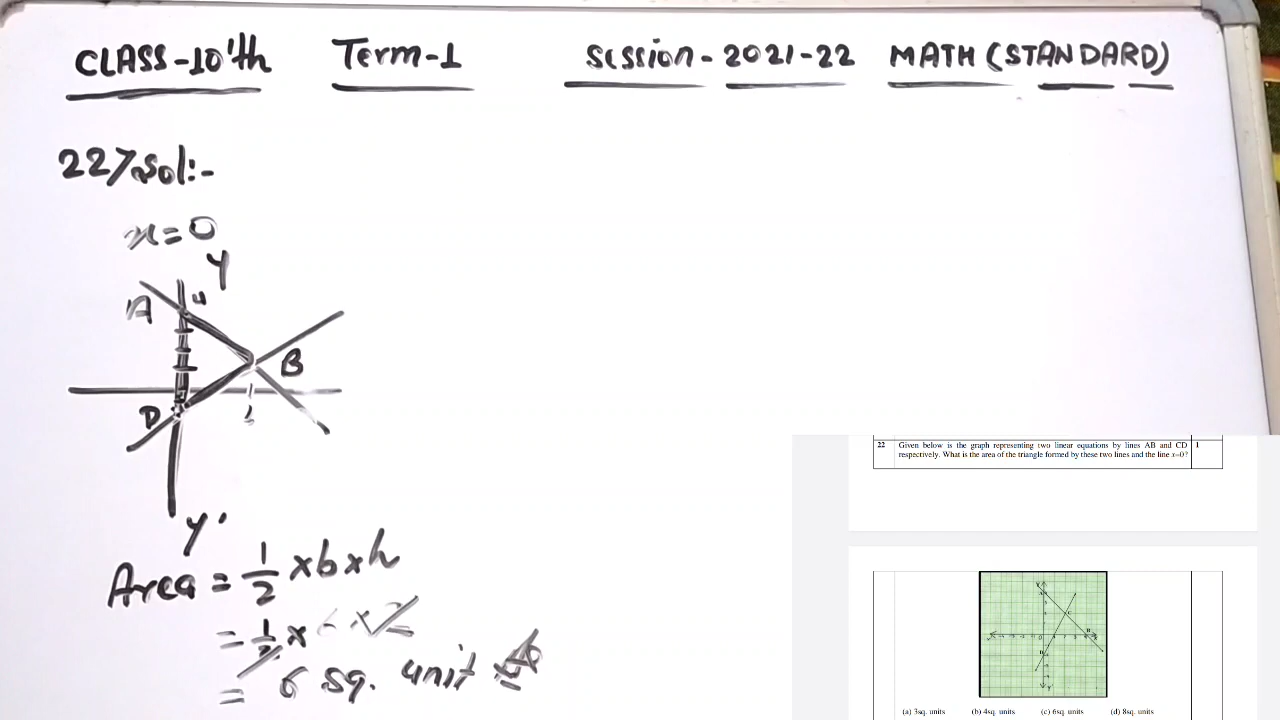 CLASS-10'th Term-1 Session-2021-22 MATH (STANDARD)
22) Sol:-
x=0
Y
A 4
B
D
Y'
Area = 1/2 x b x h
= 1/2 x 6 x 2
= 6 sq. unit
22 Given below is the graph representing two linear equations by lines AB and CD 1
respectively. What is the area of the triangle formed by these two lines and the line x=0?
(a) 3sq. units (b) 4sq. units (c) 6sq. units (d) 8sq. units